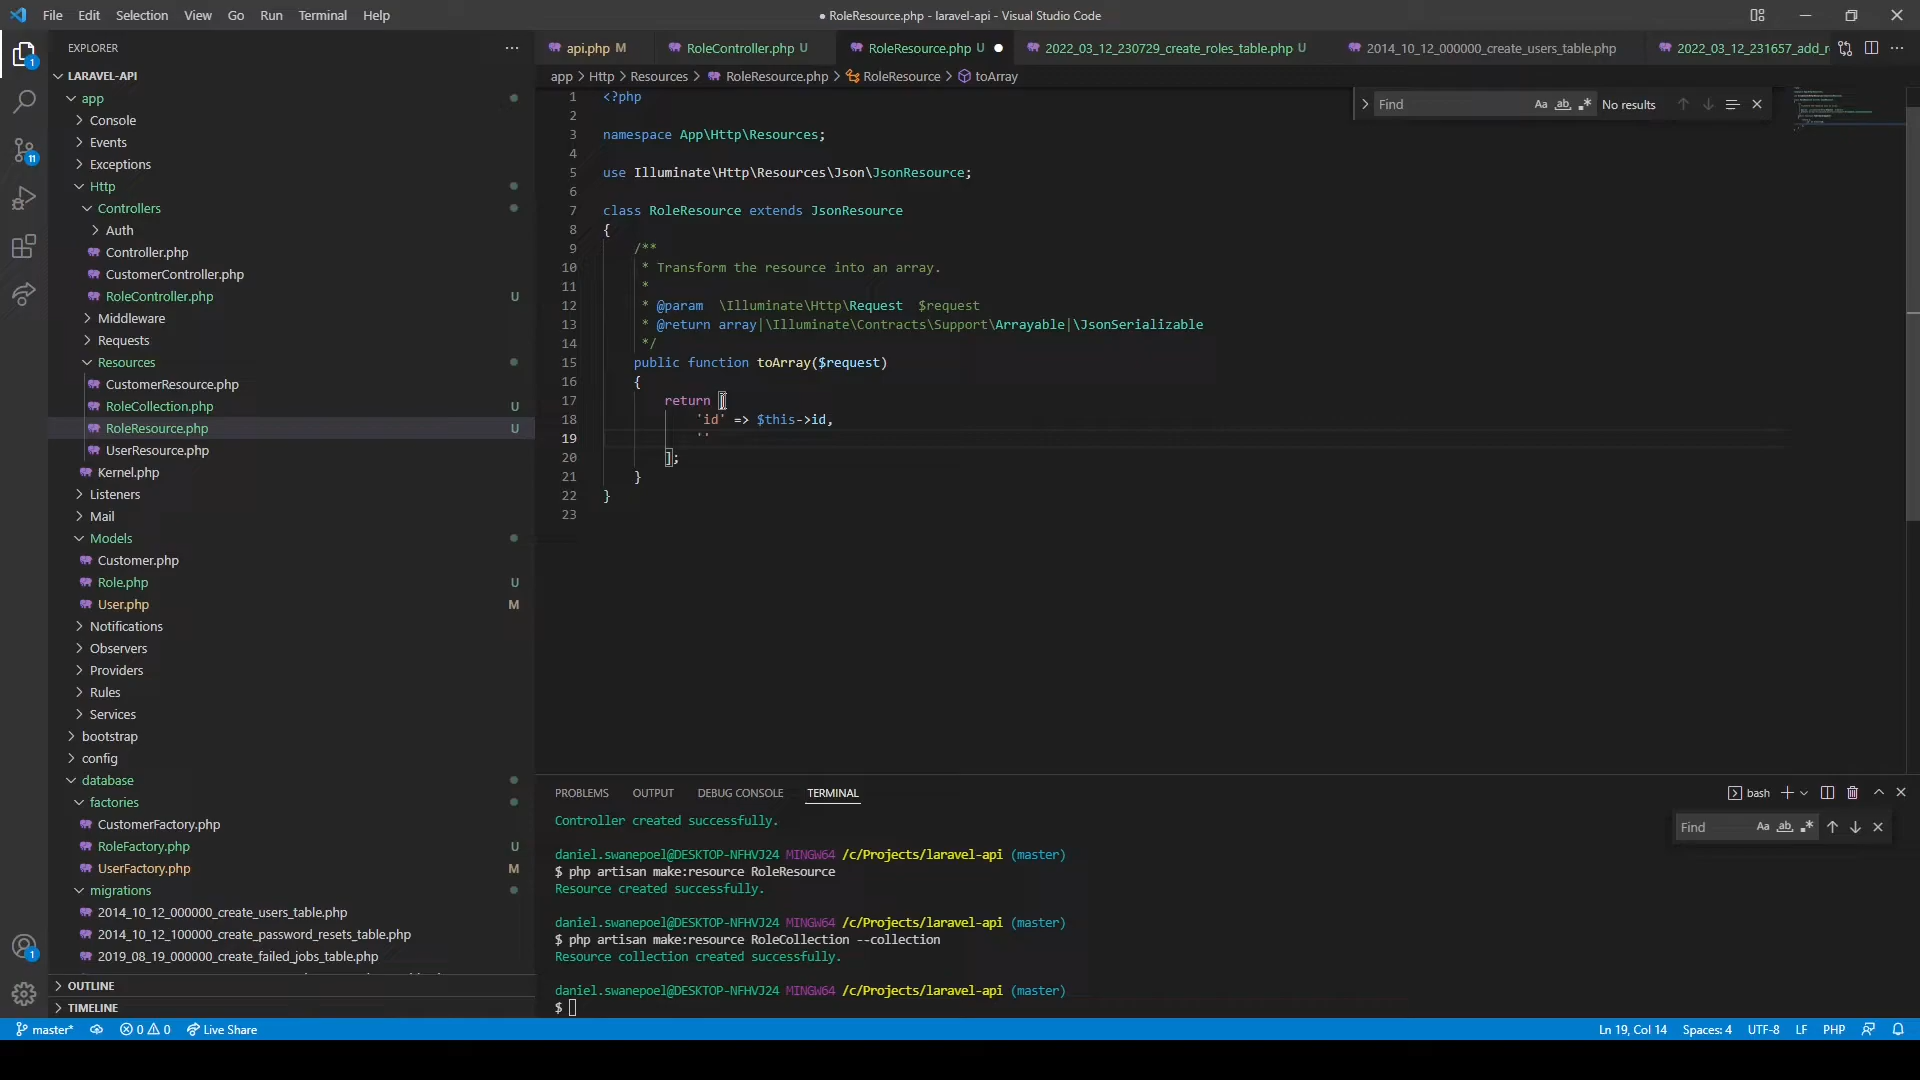 File Edit Selection View Go Run Terminal Help
● RoleResource.php - laravel-api - Visual Studio Code
EXPLORER
api.php M
RoleController.php U
RoleResource.php U
2022_03_12_230729_create_roles_table.php U
2014_10_12_000000_create_users_table.php
2022_03_12_231657_add_r
app > Http > Resources > RoleResource.php > RoleResource > toArray
Find
Aa ab .*
No results
LARAVEL-API
app
Console
Events
Exceptions
Http
Controllers
Auth
Controller.php
CustomerController.php
RoleController.php U
Middleware
Requests
Resources
CustomerResource.php
RoleCollection.php U
RoleResource.php U
UserResource.php
Kernel.php
Listeners
Mail
Models
Customer.php
Role.php U
User.php M
Notifications
Observers
Providers
Rules
Services
bootstrap
config
database
factories
CustomerFactory.php
RoleFactory.php U
UserFactory.php M
migrations
2014_10_12_000000_create_users_table.php
2014_10_12_100000_create_password_resets_table.php
2019_08_19_000000_create_failed_jobs_table.php
OUTLINE
TIMELINE
1
11
1
1 <?php
2
3 namespace App\Http\Resources;
4
5 use Illuminate\Http\Resources\Json\JsonResource;
6
7 class RoleResource extends JsonResource
8 {
9 /**
10 * Transform the resource into an array.
11 *
12 * @param  \Illuminate\Http\Request  $request
13 * @return array|\Illuminate\Contracts\Support\Arrayable|\JsonSerializable
14 */
15 public function toArray($request)
16 {
17 return [
18 'id' => $this->id,
19 ''
20 ];
21 }
22 }
23
PROBLEMS OUTPUT DEBUG CONSOLE TERMINAL
bash
Find
Aa ab .*
Controller created successfully.
daniel.swanepoel@DESKTOP-NFHVJ24 MINGW64 /c/Projects/laravel-api (master)
$ php artisan make:resource RoleResource
Resource created successfully.
daniel.swanepoel@DESKTOP-NFHVJ24 MINGW64 /c/Projects/laravel-api (master)
$ php artisan make:resource RoleCollection --collection
Resource collection created successfully.
daniel.swanepoel@DESKTOP-NFHVJ24 MINGW64 /c/Projects/laravel-api (master)
$
master* 0 0 Live Share
Ln 19, Col 14 Spaces: 4 UTF-8 LF PHP